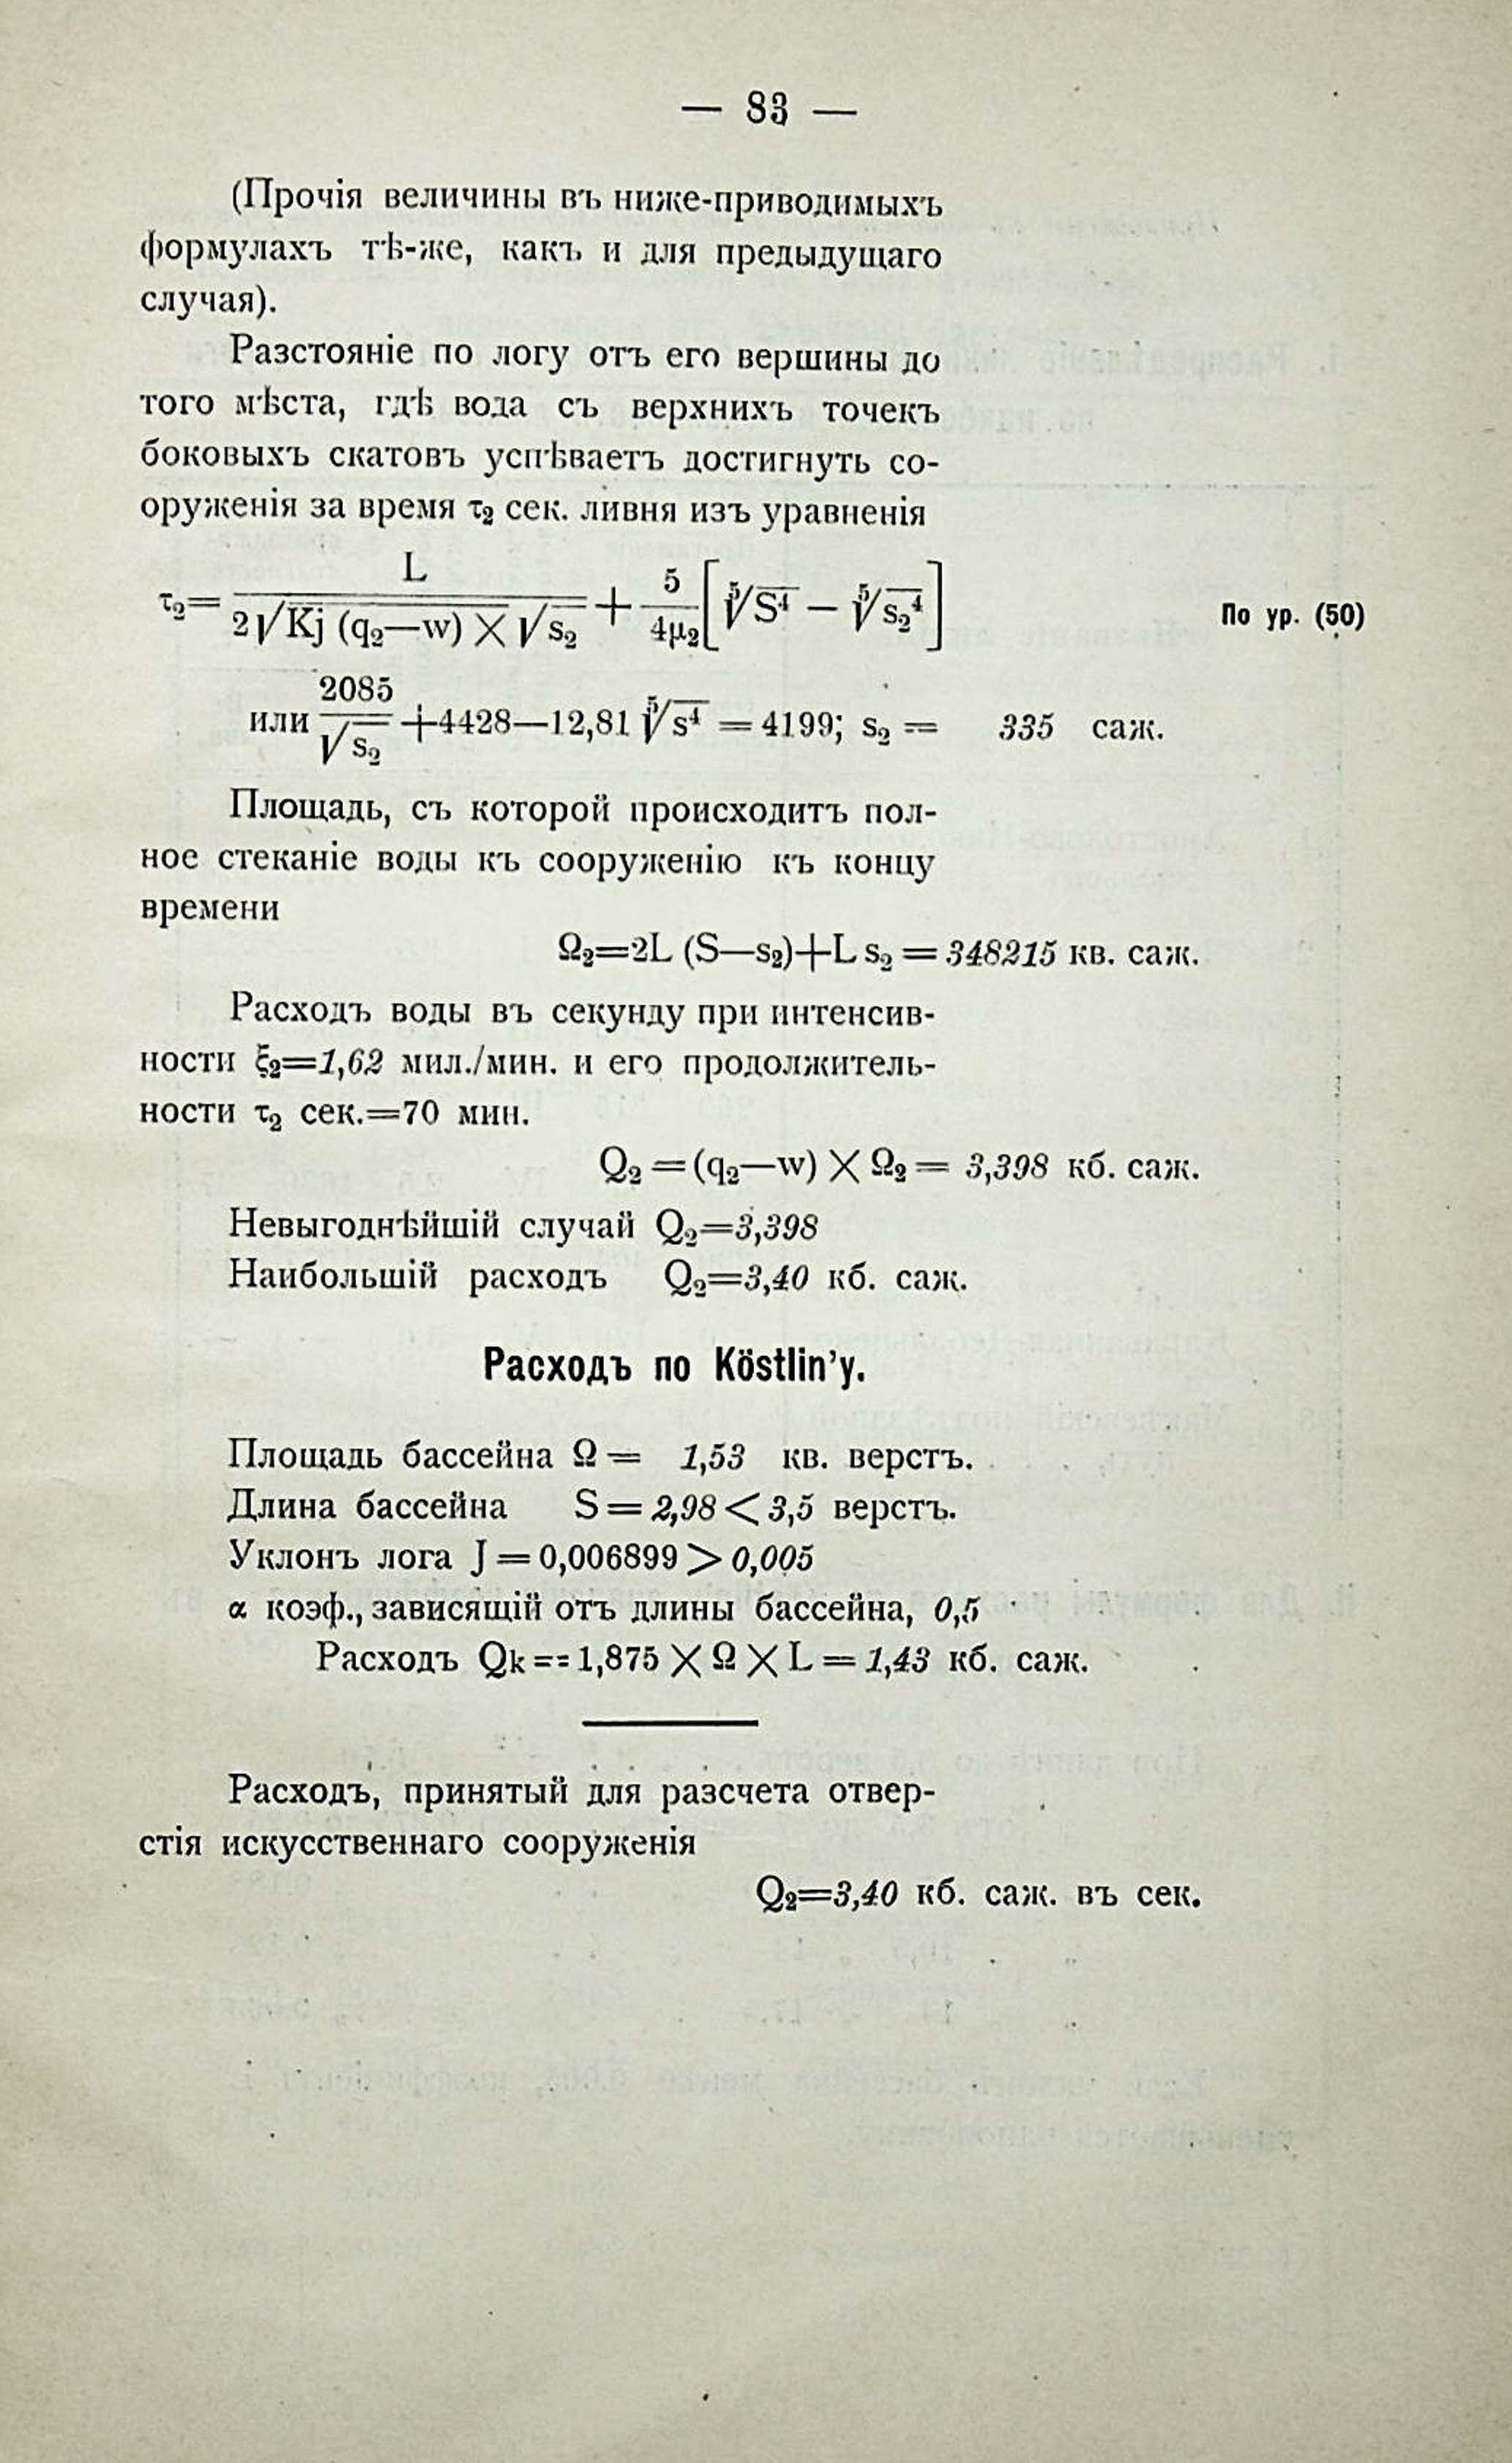 — 83 —
(Прочія величины въ ниже-приводимыхъ
формулахъ тѣ-же, какъ и для предыдущаго
случая).
Разстояніе по логу отъ его вершины до
того мѣста, гдѣ вода съ верхнихъ точекъ
боковыхъ скатовъ успѣваетъ достигнуть со-
оруженія за время τ₂ сек. ливня изъ уравненія
τ₂= L / 2√Kj (q₂—w) × √s₂ + 5/4μ₂ [⁵√S⁴ — ⁵√s₂⁴] По ур. (50)
или 2085/√s₂ +4428—12,81 ⁵√s⁴ = 4199; s₂ = 335 саж.
Площадь, съ которой происходитъ пол-
ное стеканіе воды къ сооруженію къ концу
времени
Ω₂=2L (S—s₂)+L s₂ = 348215 кв. саж.
Расходъ воды въ секунду при интенсив-
ности ξ₂=1,62 мил./мин. и его продолжитель-
ности τ₂ сек.=70 мин.
Q₂ = (q₂—w) × Ω₂ = 3,398 кб. саж.
Невыгоднѣйшій случай Q₂=3,398
Наибольшій расходъ Q₂=3,40 кб. саж.
Расходъ по Köstlin’у.
Площадь бассейна Ω = 1,53 кв. верстъ.
Длина бассейна S = 2,98 < 3,5 верстъ.
Уклонъ лога J = 0,006899 > 0,005
α коэф., зависящій отъ длины бассейна, 0,5
Расходъ Qk = 1,875 × Ω × L = 1,43 кб. саж.
Расходъ, принятый для разсчета отвер-
стія искусственнаго сооруженія
Q₂=3,40 кб. саж. въ сек.